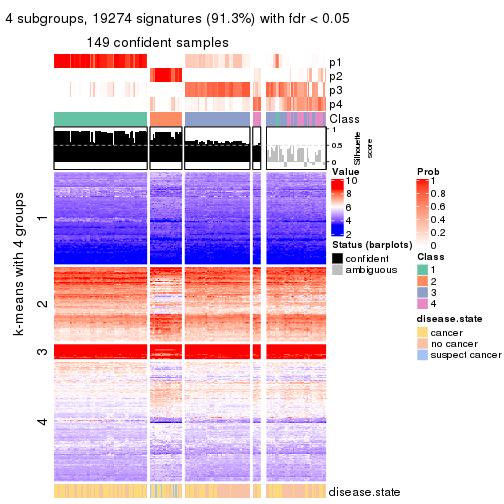 4 subgroups, 19274 signatures (91.3%) with fdr < 0.05
149 confident samples
p1
p2
p3
p4
Class
1
0.5
0
Silhouette
score
k-means with 4 groups
1
2
3
4
disease.state
Value
10
8
6
4
2
Status (barplots)
confident
ambiguous
Prob
1
0.8
0.6
0.4
0.2
0
Class
1
2
3
4
disease.state
cancer
no cancer
suspect cancer